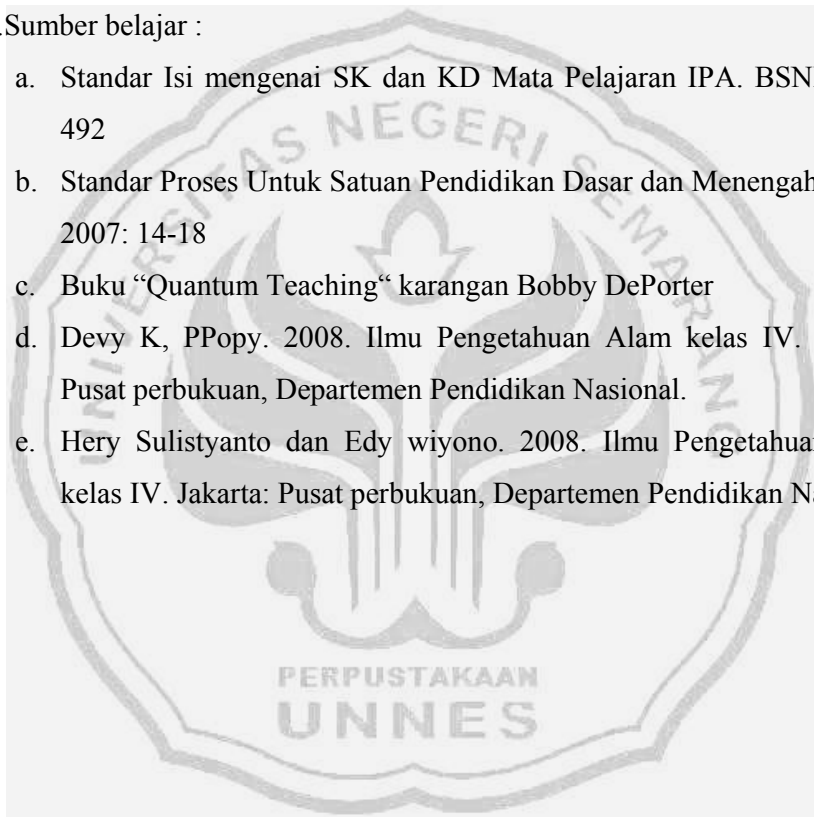 .Sumber belajar :
a. Standar Isi mengenai SK dan KD Mata Pelajaran IPA. BSN
492
b. Standar Proses Untuk Satuan Pendidikan Dasar dan Menengah
2007: 14-18
c. Buku “Quantum Teaching“ karangan Bobby DePorter
d. Devy K, PPopy. 2008. Ilmu Pengetahuan Alam kelas IV.
Pusat perbukuan, Departemen Pendidikan Nasional.
e. Hery Sulistyanto dan Edy wiyono. 2008. Ilmu Pengetahuan
kelas IV. Jakarta: Pusat perbukuan, Departemen Pendidikan Na
UNIVERSITAS NEGERI SEMARANG
PERPUSTAKAAN
UNNES